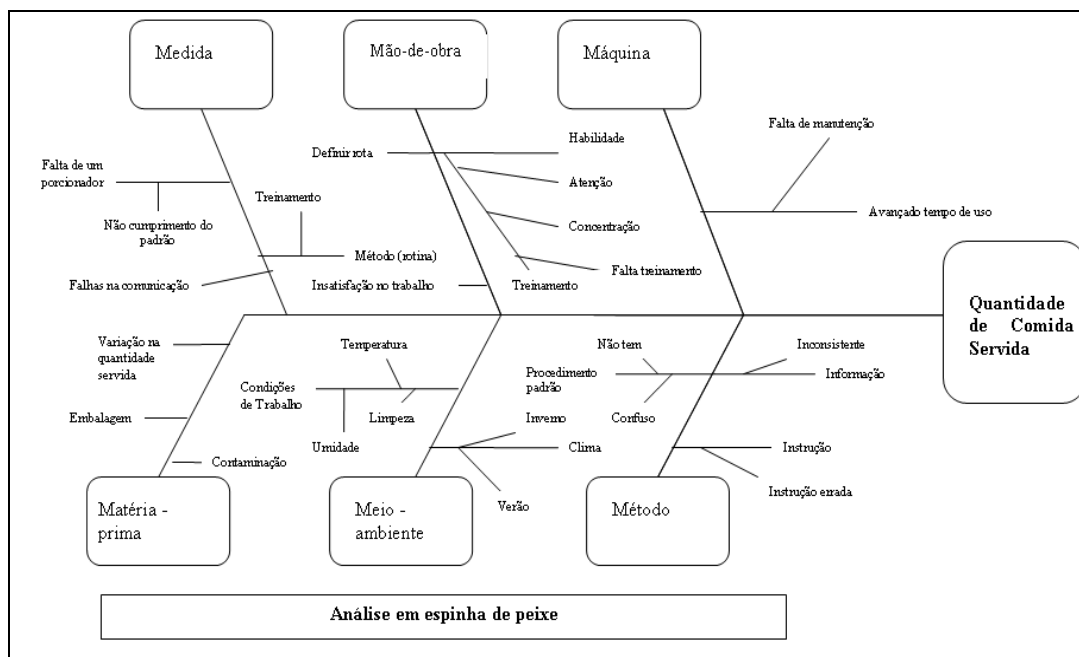 Medida
Mão-de-obra
Máquina
Falta de manutenção
Habilidade
Definir rota
Falta de um
porcionador
Atenção
Treinamento
Avançado tempo de uso
Não cumprimento do
padrão
Concentração
Método (rotina)
Falta treinamento
Falhas na comunicação
Insatisfação no trabalho
Treinamento
Quantidade
de Comida
Servida
Variação na
quantidade
servida
Temperatura
Não tem
Inconsistente
Condições
de Trabalho
Procedimento
padrão
Informação
Embalagem
Limpeza
Confuso
Inverno
Umidade
Clima
Instrução
Contaminação
Verão
Instrução errada
Matéria -
prima
Meio -
ambiente
Método
Análise em espinha de peixe